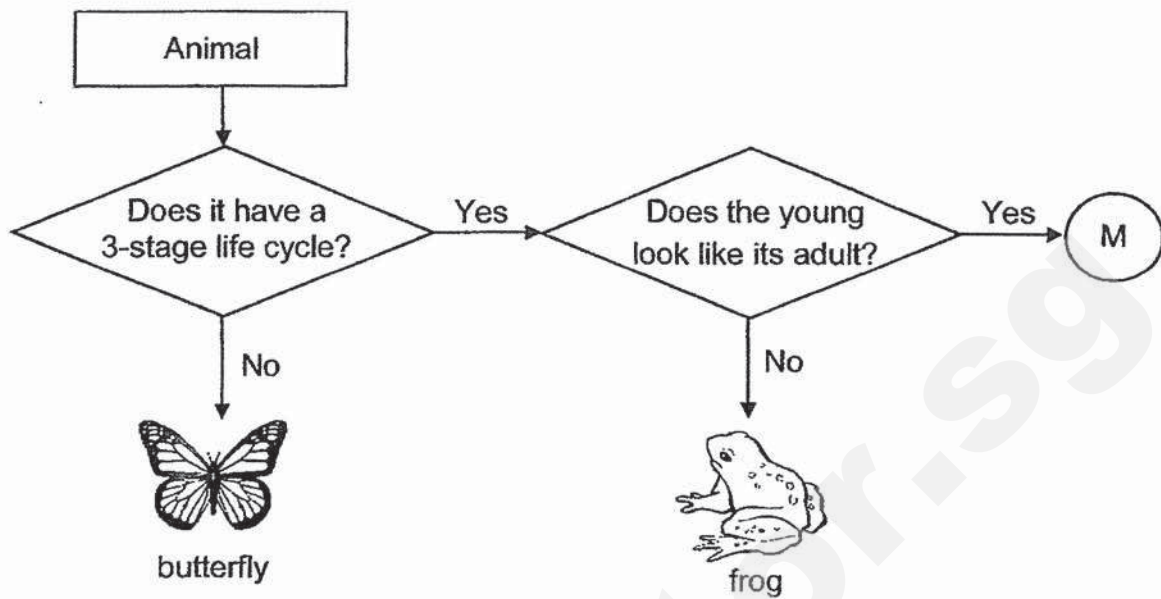 Animal
Does it have a
3-stage life cycle?
Yes
Does the young
look like its adult?
Yes
M
No
No
butterfly
frog